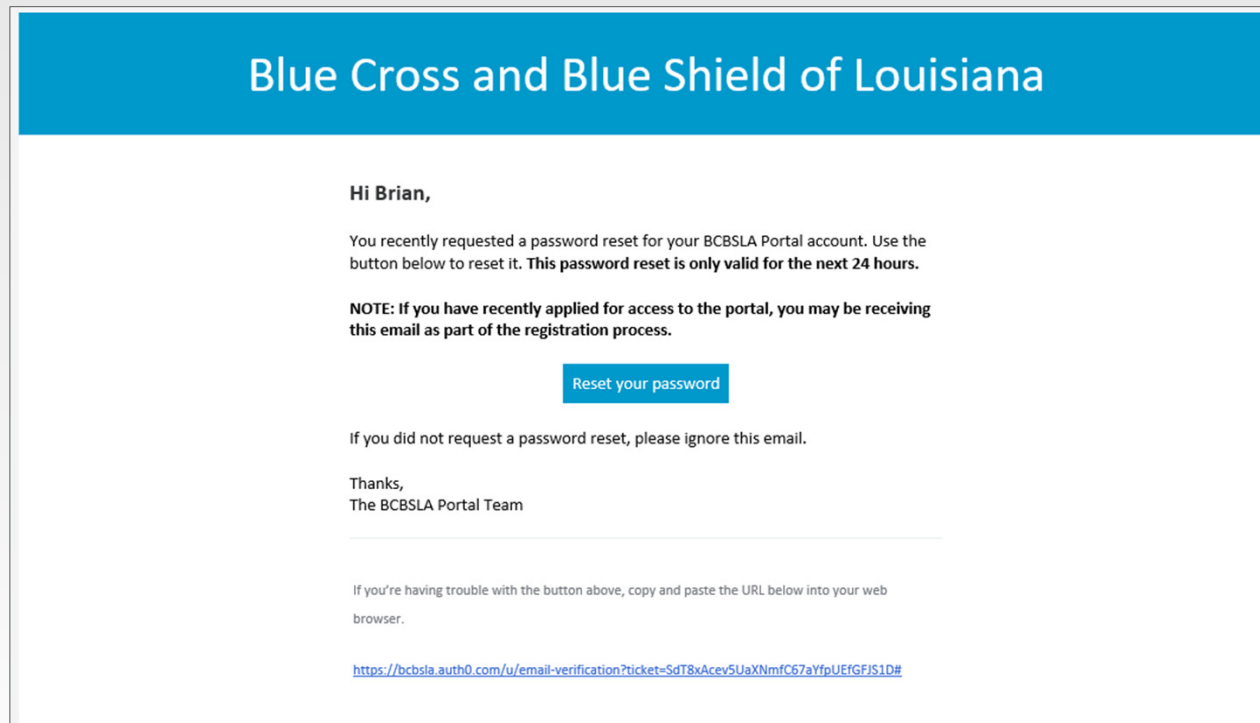 Blue Cross and Blue Shield of Louisiana
Hi Brian,
You recently requested a password reset for your BCBSLA Portal account. Use the
button below to reset it. This password reset is only valid for the next 24 hours.
NOTE: If you have recently applied for access to the portal, you may be receiving
this email as part of the registration process.
Reset your password
If you did not request a password reset, please ignore this email.
Thanks,
The BCBSLA Portal Team
If you're having trouble with the button above, copy and paste the URL below into your web
browser.
https://bcbsla.auth0.com/u/email-verification?ticket=SdT8xAcev5UaXNmfC67aYfpUEfGFJS1D#